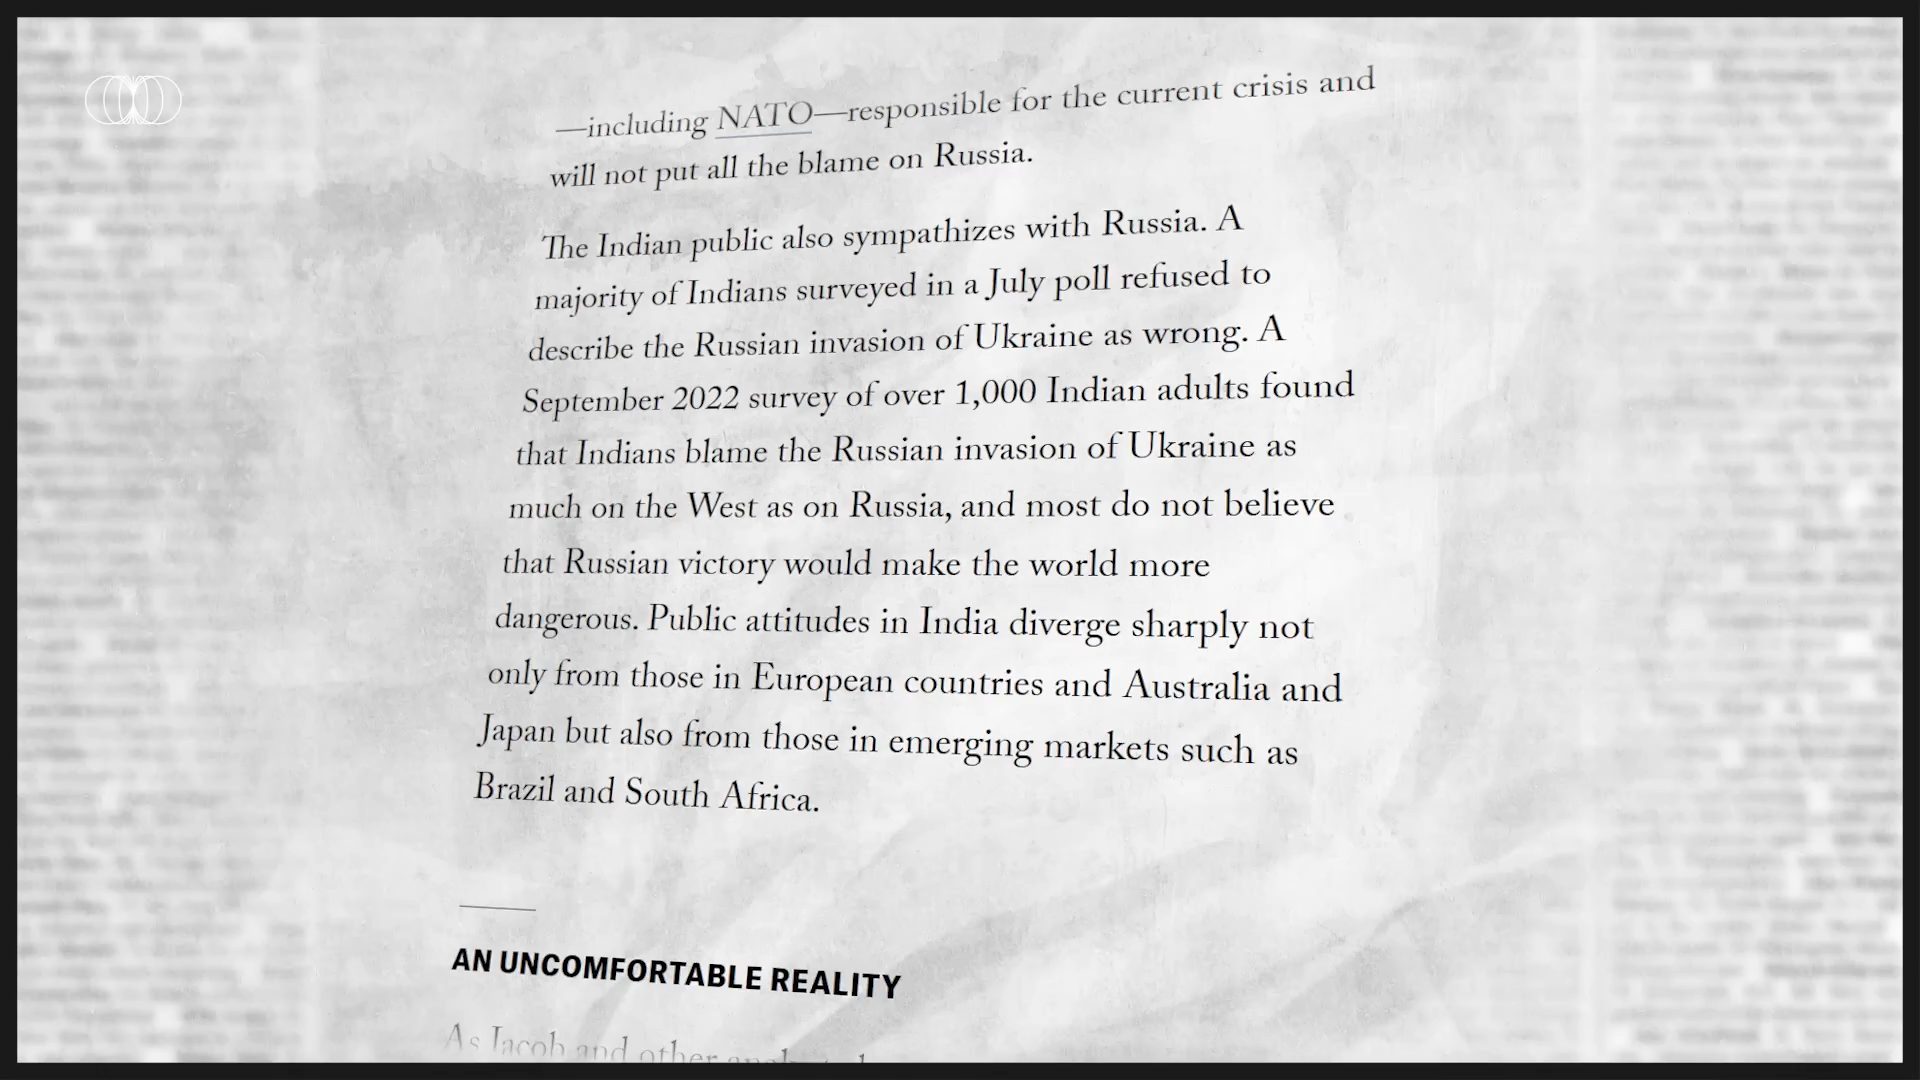 —including NATO—responsible for the current crisis and
will not put all the blame on Russia.
The Indian public also sympathizes with Russia. A
majority of Indians surveyed in a July poll refused to
describe the Russian invasion of Ukraine as wrong. A
September 2022 survey of over 1,000 Indian adults found
that Indians blame the Russian invasion of Ukraine as
much on the West as on Russia, and most do not believe
that Russian victory would make the world more
dangerous. Public attitudes in India diverge sharply not
only from those in European countries and Australia and
Japan but also from those in emerging markets such as
Brazil and South Africa.
AN UNCOMFORTABLE REALITY
As Jacob and other